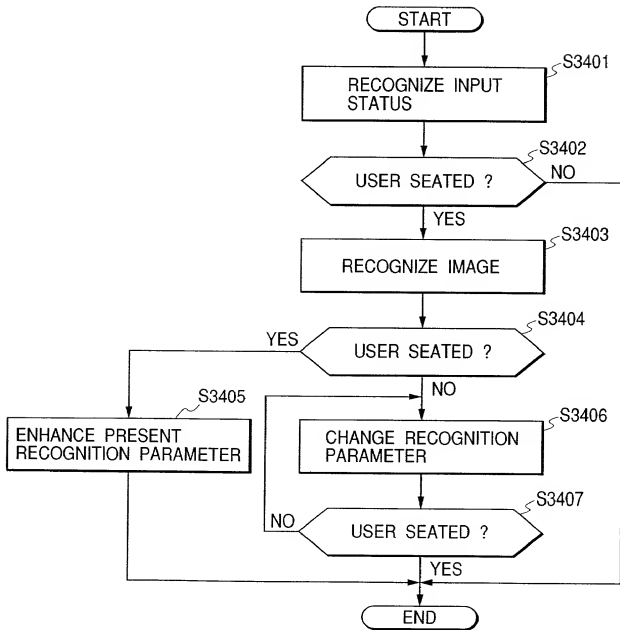 START
S3401
RECOGNIZE INPUT
STATUS
S3402
USER SEATED ?
NO
YES
S3403
RECOGNIZE IMAGE
S3404
YES
USER SEATED ?
NO
S3405
ENHANCE PRESENT
RECOGNITION PARAMETER
S3406
CHANGE RECOGNITION
PARAMETER
S3407
NO
USER SEATED ?
YES
END